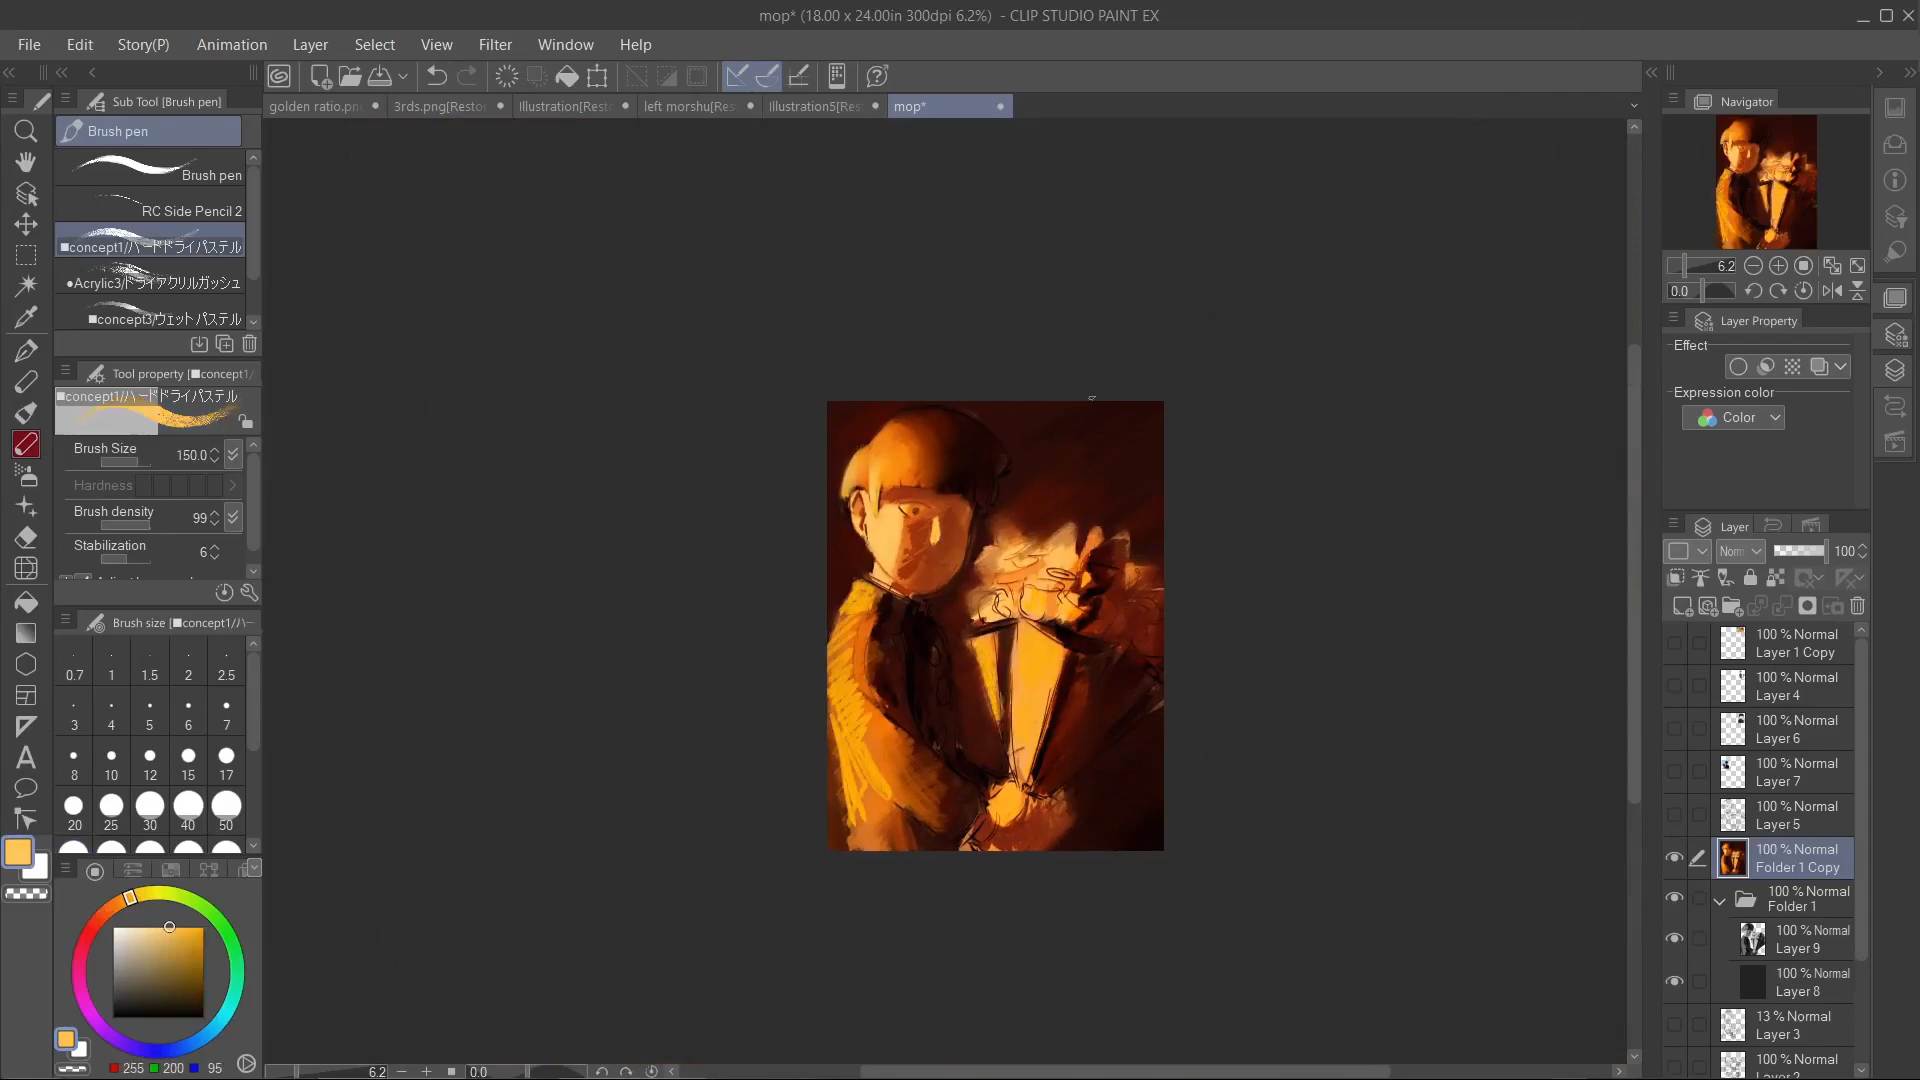 mop* (18.00 x 24.00in 300dpi 6.2%) - CLIP STUDIO PAINT EX
File Edit Story(P) Animation Layer Select View Filter Window Help
Sub Tool [Brush pen]
golden ratio.pn 3rds.png[Restor Illustration[Rest left morshu[Re Illustration5[Re mop*
Brush pen
Brush pen
RC Side Pencil 2
■concept1/ハードドライパステル
●Acrylic3/ドライアクリルガッシュ
■concept3/ウェットパステル
Tool property [■concept1/
■concept1/ハードドライパステル
Brush Size 150.0
Hardness
Brush density 99
Stabilization 6
Brush size [■concept1//\
0.7 1 1.5 2 2.5
3 4 5 6 7
8 10 12 15 17
20 25 30 40 50
255 200 95
6.2 0.0
Navigator
6.2
0.0
Layer Property
Effect
Expression color
Color
Layer
Norm 100
100 % Normal
Layer 1 Copy
100 % Normal
Layer 4
100 % Normal
Layer 6
100 % Normal
Layer 7
100 % Normal
Layer 5
100 % Normal
Folder 1 Copy
100 % Normal
Folder 1
100 % Normal
Layer 9
100 % Normal
Layer 8
13 % Normal
Layer 3
100 % Normal
Layer 2